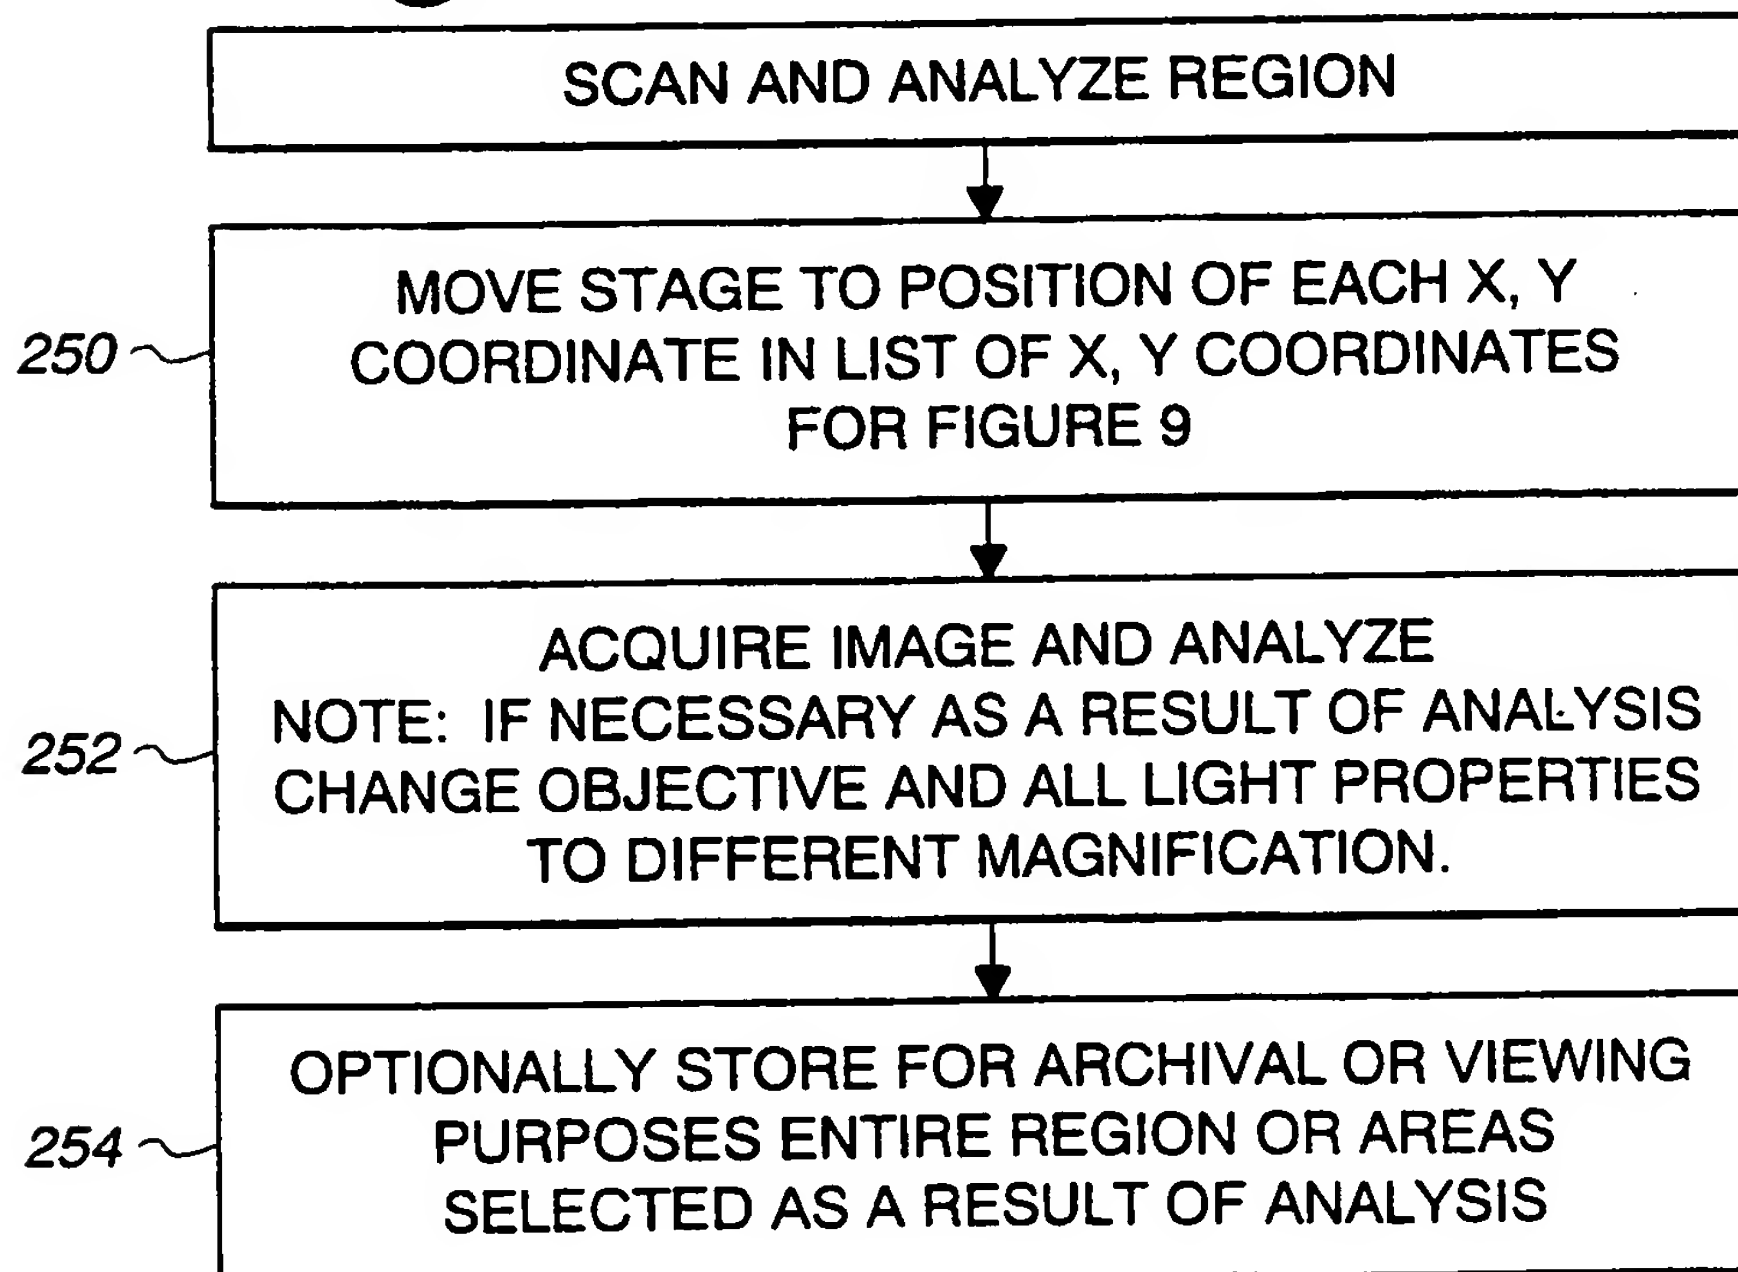 SCAN AND ANALYZE REGION
MOVE STAGE TO POSITION OF EACH X, Y
250
COORDINATE IN LIST OF X, Y COORDINATES
FOR FIGURE 9
ACQUIRE IMAGE AND ANALYZE
NOTE: IF NECESSARY AS A RESULT OF ANALYSIS
252
CHANGE OBJECTIVE AND ALL LIGHT PROPERTIES
TO DIFFERENT MAGNIFICATION.
OPTIONALLY STORE FOR ARCHIVAL OR VIEWING
254
PURPOSES ENTIRE REGION OR AREAS
SELECTED AS A RESULT OF ANALYSIS